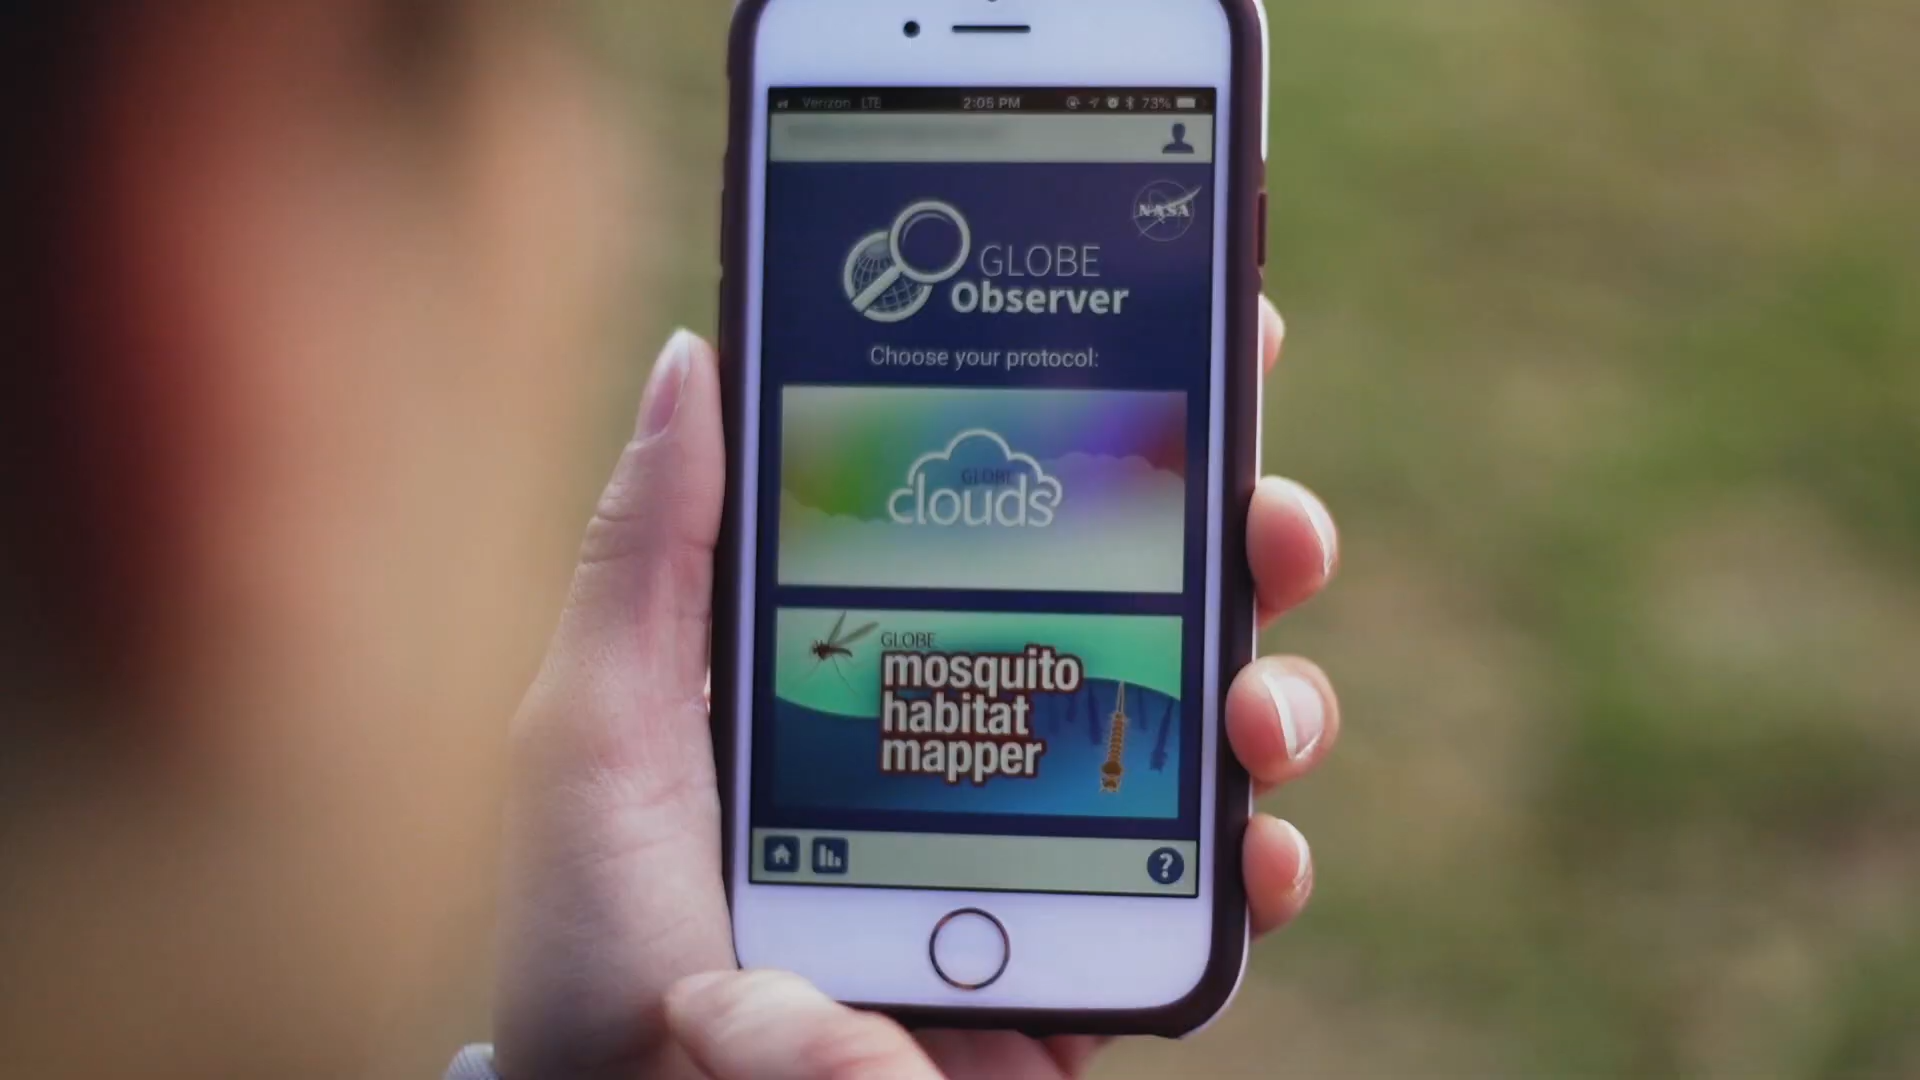 Verizon LTE 2:05 PM 73%
NASA
GLOBE
Observer
Choose your protocol:
GLOBE
clouds
GLOBE
mosquito
habitat
mapper
?